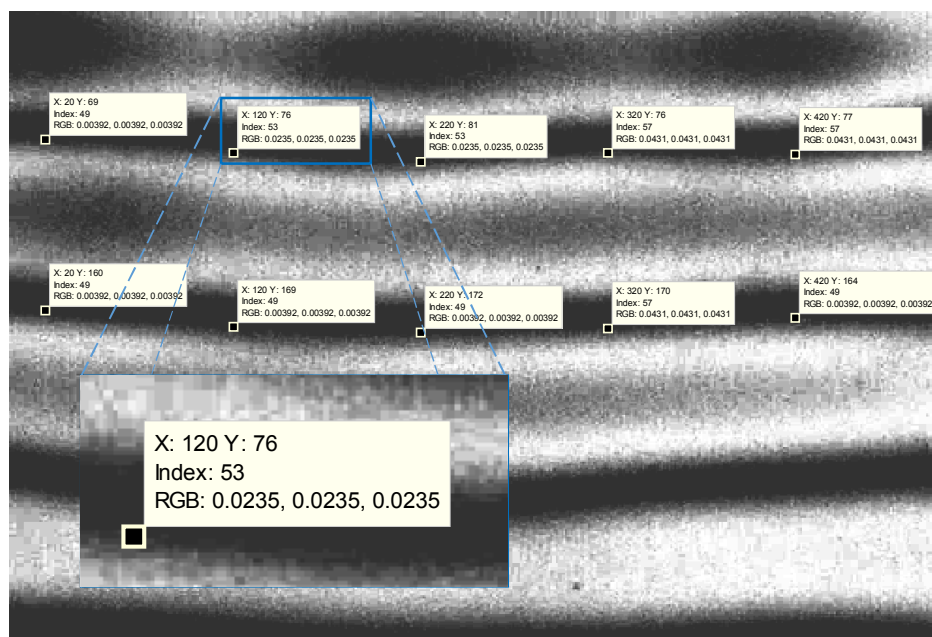 X: 20 Y: 69
Index: 49
RGB: 0.00392, 0.00392, 0.00392
X: 120 Y: 76
Index: 53
RGB: 0.0235, 0.0235, 0.0235
X: 220 Y: 81
Index: 53
RGB: 0.0235, 0.0235, 0.0235
X: 320 Y: 76
Index: 57
RGB: 0.0431, 0.0431, 0.0431
X: 420 Y: 77
Index: 57
RGB: 0.0431, 0.0431, 0.0431
X: 20 Y: 160
Index: 49
RGB: 0.00392, 0.00392, 0.00392
X: 120 Y: 169
Index: 49
RGB: 0.00392, 0.00392, 0.00392
X: 220 Y: 172
Index: 49
RGB: 0.00392, 0.00392, 0.00392
X: 320 Y: 170
Index: 57
RGB: 0.0431, 0.0431, 0.0431
X: 420 Y: 164
Index: 49
RGB: 0.00392, 0.00392, 0.00392
X: 120 Y: 76
Index: 53
RGB: 0.0235, 0.0235, 0.0235